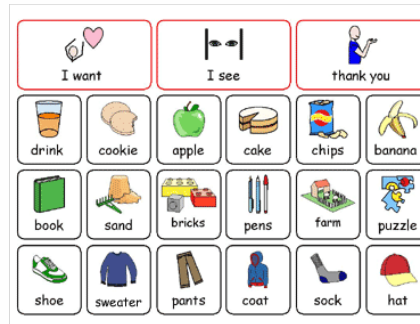 I want I see thank you
drink cookie apple cake chips banana
book sand bricks pens farm puzzle
shoe sweater pants coat sock hat